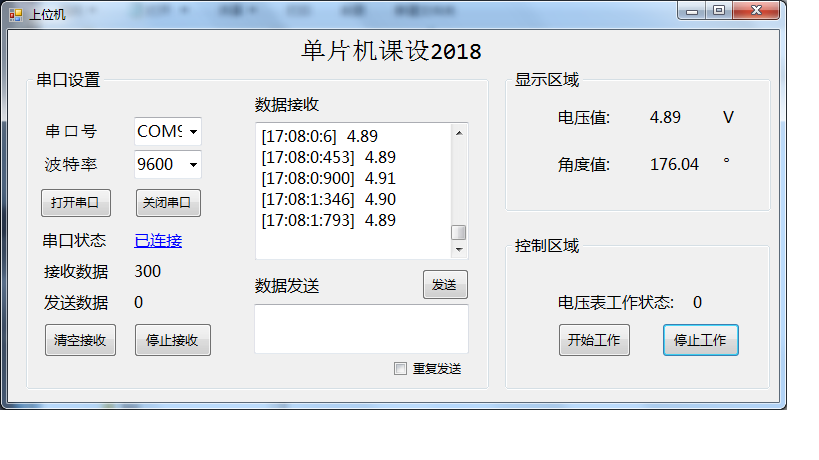 上位机
单片机课设2018
串口设置
串口号 COM9
波特率 9600
打开串口 关闭串口
串口状态 已连接
接收数据 300
发送数据 0
清空接收 停止接收
数据接收
[17:08:0:6] 4.89
[17:08:0:453] 4.89
[17:08:0:900] 4.91
[17:08:1:346] 4.90
[17:08:1:793] 4.89
数据发送 发送
重复发送
显示区域
电压值: 4.89 V
角度值: 176.04 °
控制区域
电压表工作状态: 0
开始工作 停止工作